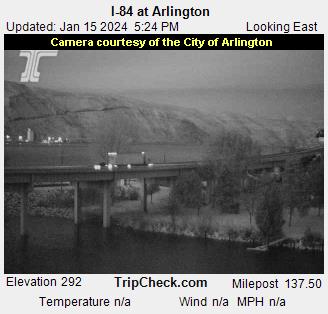 I-84 at Arlington
Updated: Jan 15 2024 5:24 PM Looking East
Camera courtesy of the City of Arlington
Elevation 292 TripCheck.com Milepost 137.50
Temperature n/a Wind n/a MPH n/a